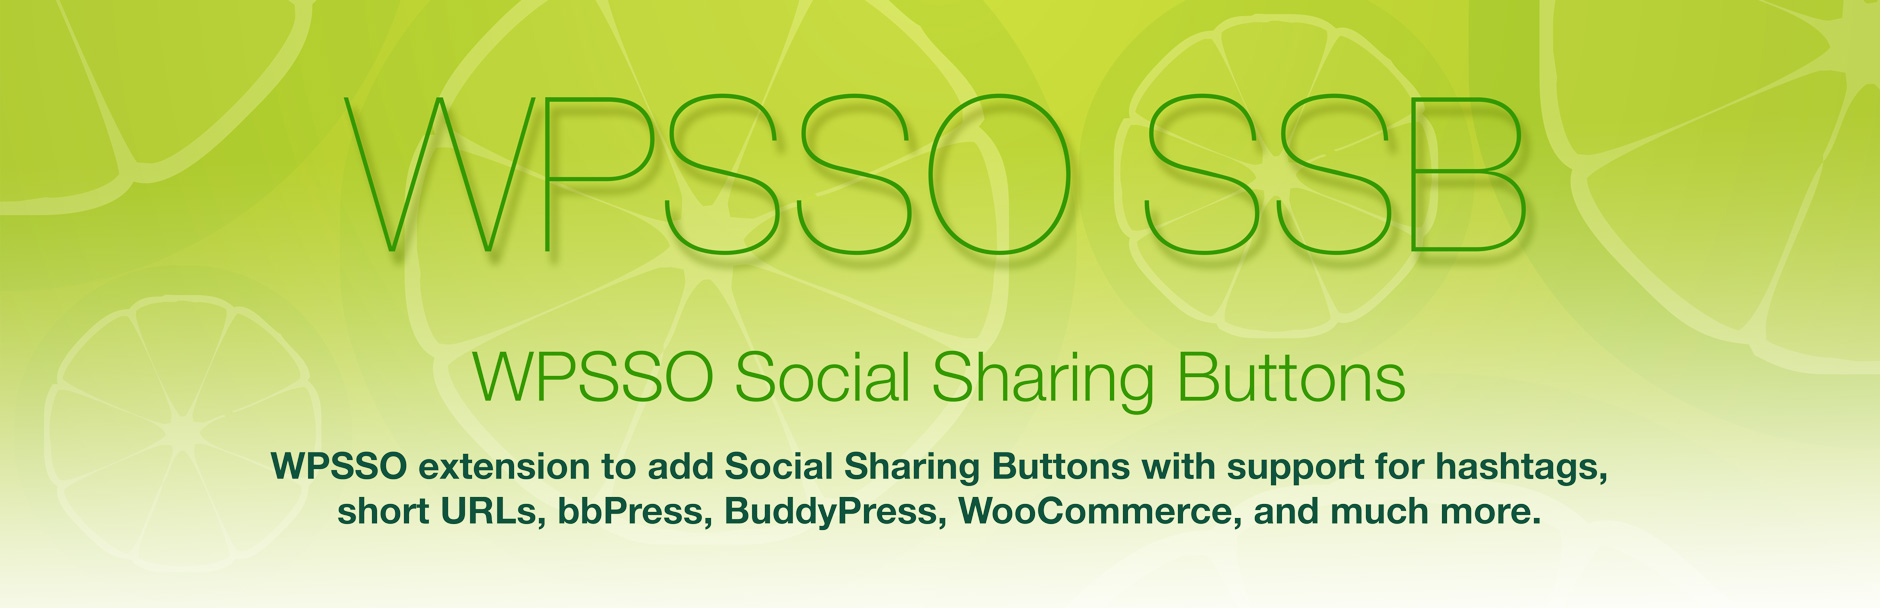 WPSSO SSB
WPSSO Social Sharing Buttons
WPSSO extension to add Social Sharing Buttons with support for hashtags,
short URLs, bbPress, BuddyPress, WooCommerce, and much more.